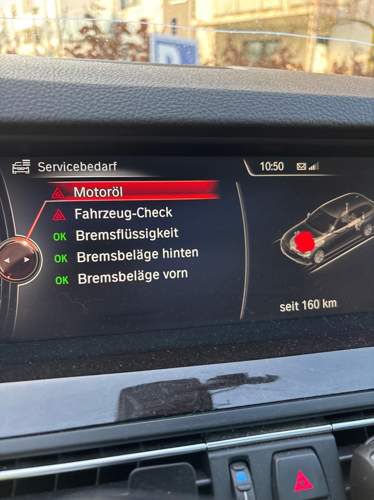 Servicebedarf
10:50
Motoröl
Fahrzeug-Check
OK Bremsflüssigkeit
OK Bremsbeläge hinten
OK Bremsbeläge vorn
seit 160 km